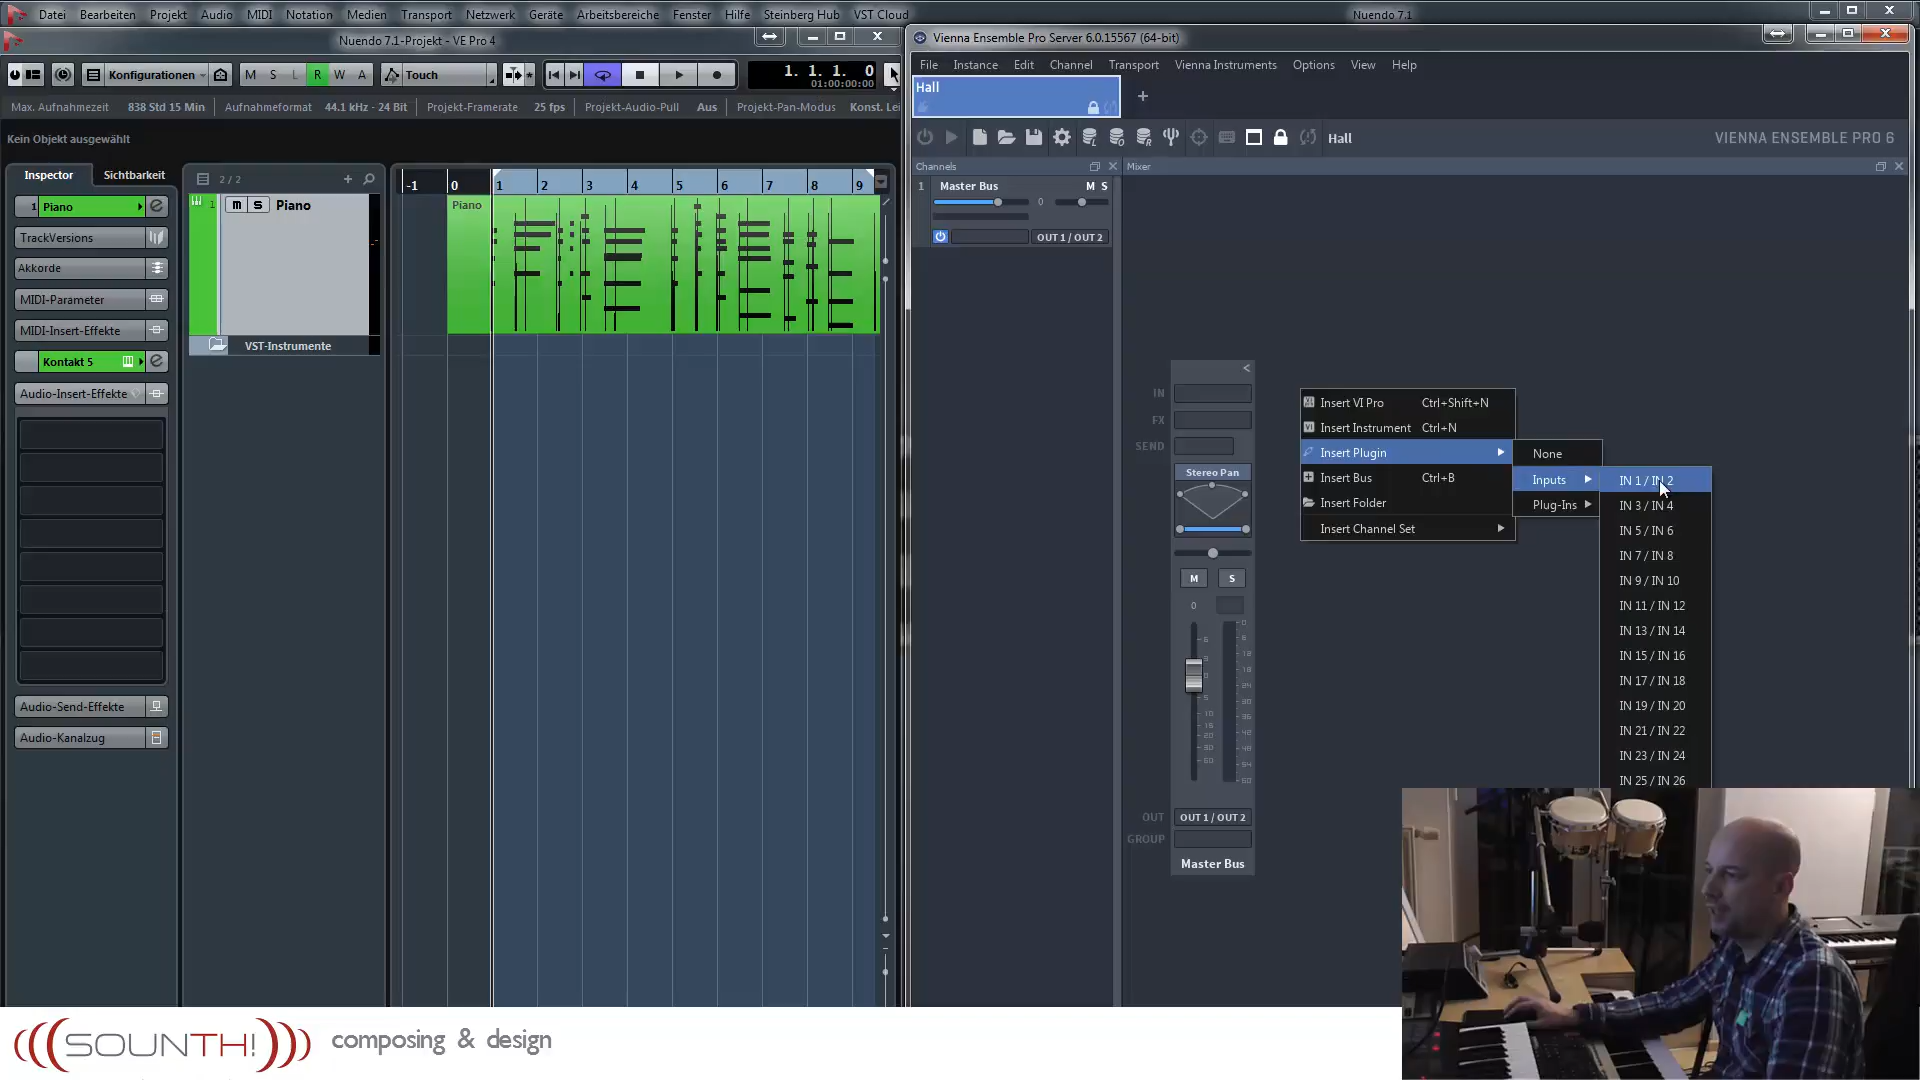 Datei Bearbeiten Projekt Audio MIDI Notation Medien Transport Netzwerk Geräte Arbeitsbereiche Fenster Hilfe Steinberg Hub VST Cloud Nuendo 7.1
Nuendo 7.1-Projekt - VE Pro 4
Konfigurationen M S L R W A Touch 1. 1. 1. 0
01:00:00:00
Max. Aufnahmezeit 838 Std 15 Min Aufnahmeformat 44.1 kHz - 24 Bit Projekt-Framerate 25 fps Projekt-Audio-Pull Aus Projekt-Pan-Modus Konst. Lei
Kein Objekt ausgewählt
Inspector Sichtbarkeit
1 Piano
TrackVersions
Akkorde
MIDI-Parameter
MIDI-Insert-Effekte
Kontakt 5
Audio-Insert-Effekte
Audio-Send-Effekte
Audio-Kanalzug
2 / 2
1 m s Piano
VST-Instrumente
-1 0 1 2 3 4 5 6 7 8 9
Piano
Vienna Ensemble Pro Server 6.0.15567 (64-bit)
File Instance Edit Channel Transport Vienna Instruments Options View Help
Hall
Hall VIENNA ENSEMBLE PRO 6
Channels Mixer
1 Master Bus M S
0
OUT 1 / OUT 2
IN
FX
SEND
Stereo Pan
M S
0
OUT OUT 1 / OUT 2
GROUP
Master Bus
Insert VI Pro Ctrl+Shift+N
Insert Instrument Ctrl+N
Insert Plugin
Insert Bus Ctrl+B
Insert Folder
Insert Channel Set
None
Inputs
Plug-Ins
IN 1 / IN 2
IN 3 / IN 4
IN 5 / IN 6
IN 7 / IN 8
IN 9 / IN 10
IN 11 / IN 12
IN 13 / IN 14
IN 15 / IN 16
IN 17 / IN 18
IN 19 / IN 20
IN 21 / IN 22
IN 23 / IN 24
IN 25 / IN 26
(((SOUNTH!))) composing & design